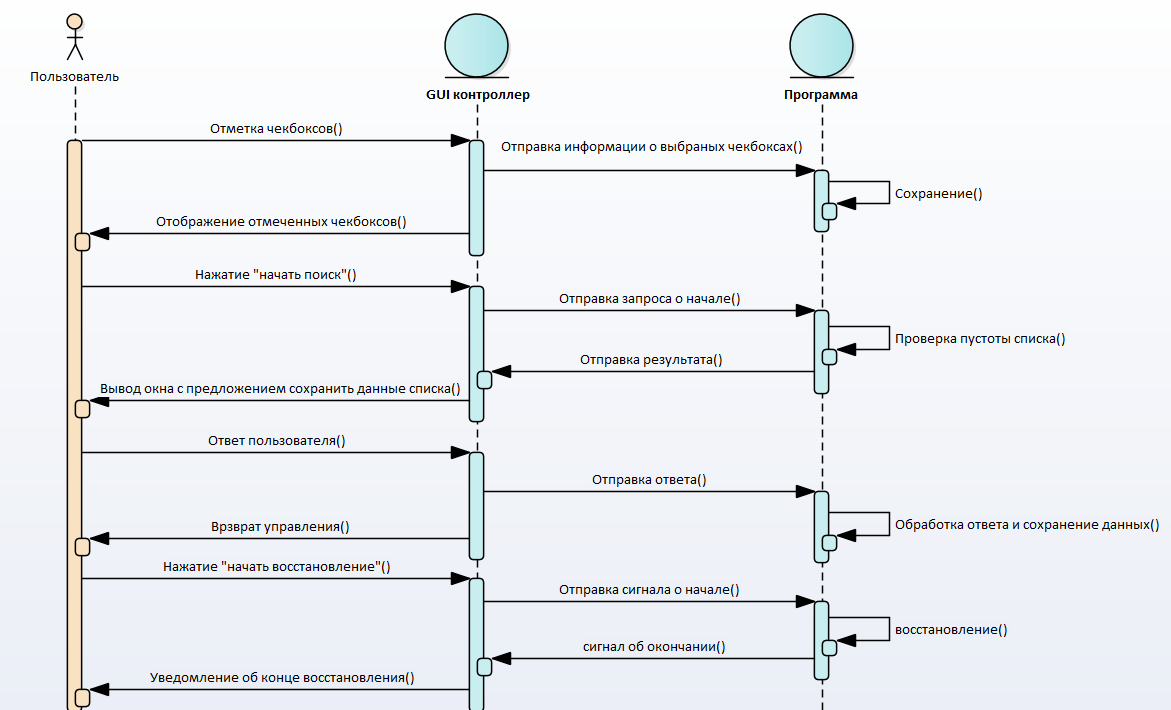 Пользователь
GUI контроллер
Программа
Отметка чекбоксов()
Отправка информации о выбраных чекбоксах()
Сохранение()
Отображение отмеченных чекбоксов()
Нажатие "начать поиск"()
Отправка запроса о начале()
Проверка пустоты списка()
Отправка результата()
Вывод окна с предложением сохранить данные списка()
Ответ пользователя()
Отправка ответа()
Обработка ответа и сохранение данных()
Врзврат управления()
Нажатие "начать восстановление"()
Отправка сигнала о начале()
восстановление()
сигнал об окончании()
Уведомление об конце восстановления()